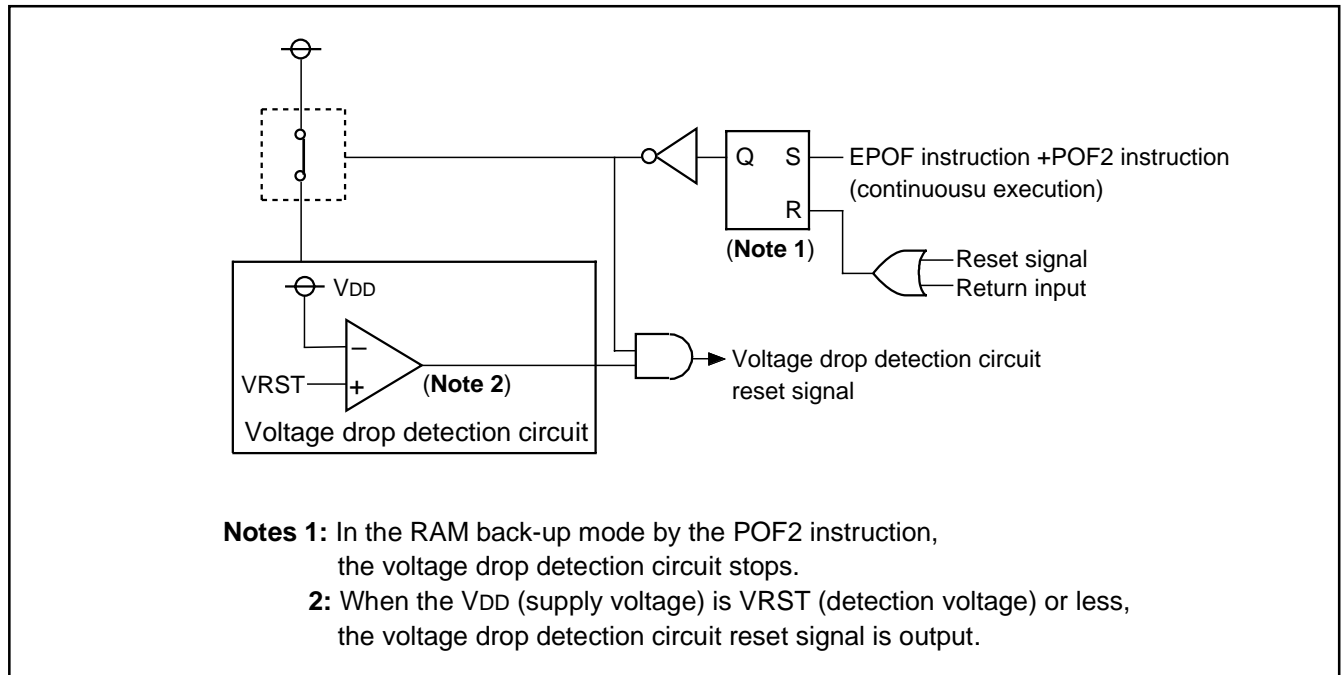 Q
S
EPOF instruction +POF2 instruction
(continuousu execution)
R
(Note 1)
Reset signal
Return input
VDD
−
VRST
+
(Note 2)
Voltage drop detection circuit
Voltage drop detection circuit
reset signal
Notes 1: In the RAM back-up mode by the POF2 instruction,
the voltage drop detection circuit stops.
2: When the VDD (supply voltage) is VRST (detection voltage) or less,
the voltage drop detection circuit reset signal is output.